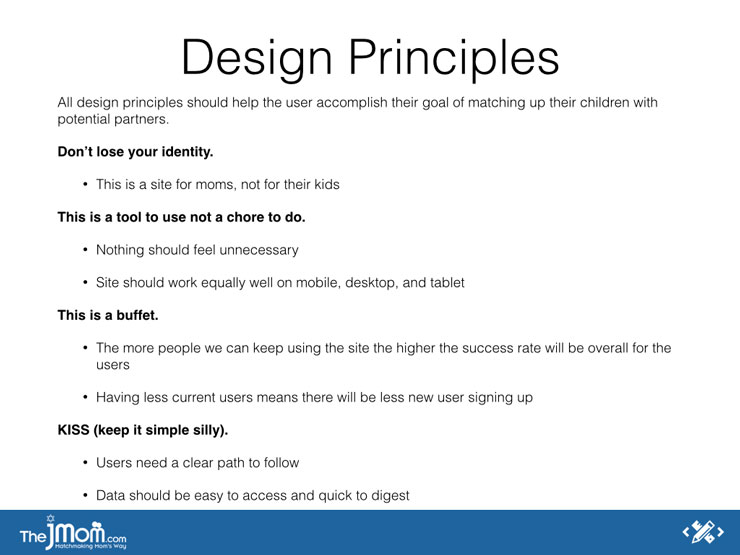 Design Principles
All design principles should help the user accomplish their goal of matching up their children with
potential partners.
Don’t lose your identity.
• This is a site for moms, not for their kids
This is a tool to use not a chore to do.
• Nothing should feel unnecessary
• Site should work equally well on mobile, desktop, and tablet
This is a buffet.
• The more people we can keep using the site the higher the success rate will be overall for the
users
• Having less current users means there will be less new user signing up
KISS (keep it simple silly).
• Users need a clear path to follow
• Data should be easy to access and quick to digest
The jMom.com
Matchmaking Mom's Way